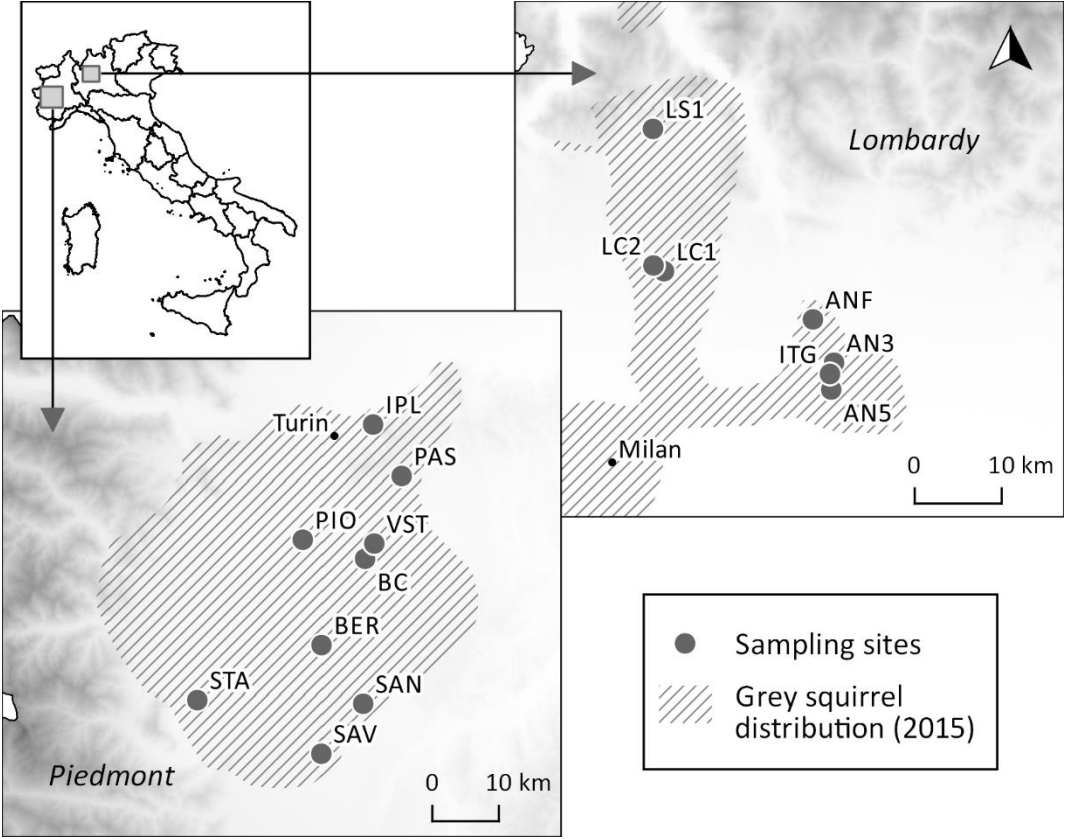 LS1
Lombardy
LC2
LC1
ANF
AN3
ITG
AN5
Milan
0 10 km
IPL
Turin
PAS
PIO
VST
BC
BER
STA
SAN
SAV
Piedmont
0 10 km
Sampling sites
Grey squirrel
distribution (2015)